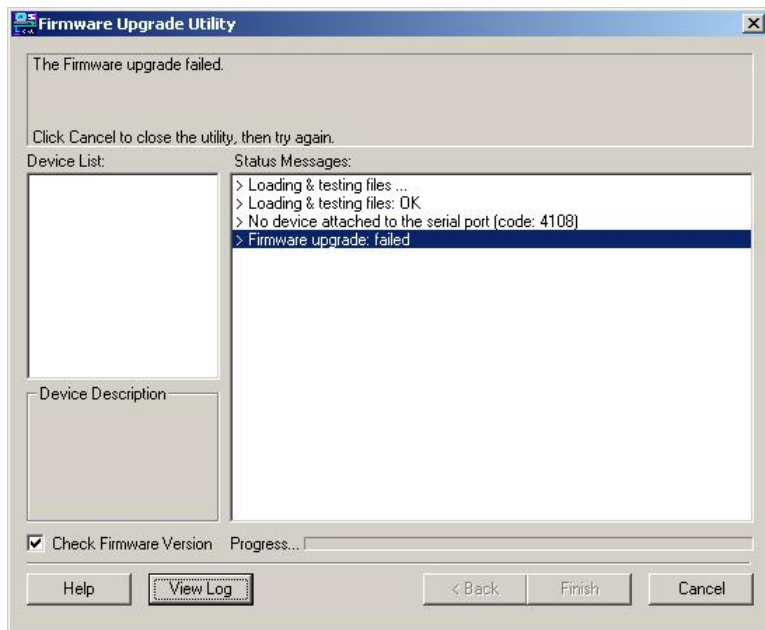 Firmware Upgrade Utility
The Firmware upgrade failed.
Click Cancel to close the utility, then try again.
Device List:
Status Messages:
> Loading & testing files ...
> Loading & testing files: OK
> No device attached to the serial port (code: 4108)
> Firmware upgrade: failed
Device Description
Check Firmware Version
Progress...
Help
View Log
< Back
Finish
Cancel